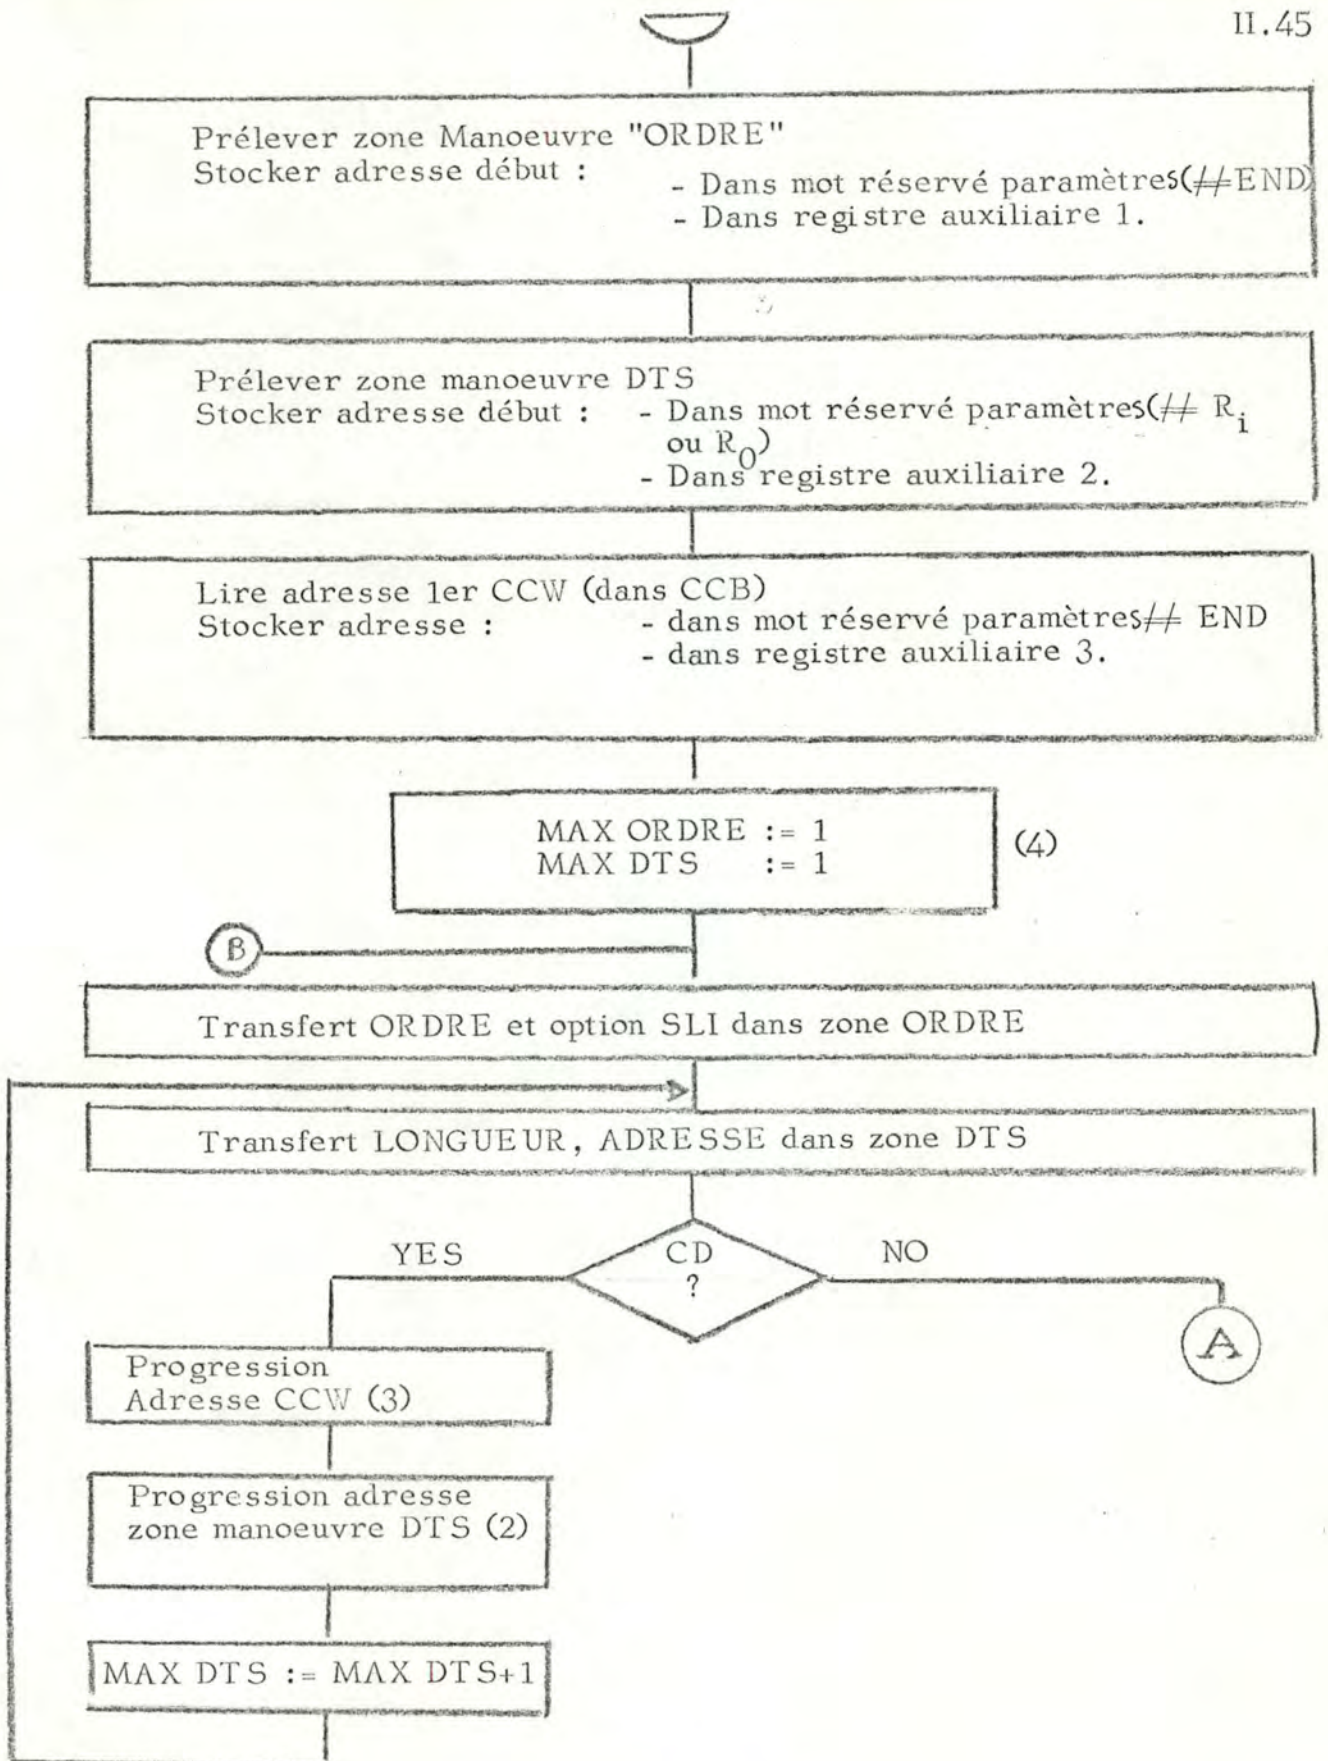 II.45
Prélever zone Manoeuvre "ORDRE"
Stocker adresse début :
- Dans mot réservé paramètres(# END)
- Dans registre auxiliaire 1.
Prélever zone manoeuvre DTS
Stocker adresse début : - Dans mot réservé paramètres(# Ri
ou R0)
- Dans registre auxiliaire 2.
Lire adresse 1er CCW (dans CCB)
Stocker adresse : - dans mot réservé paramètres# END
- dans registre auxiliaire 3.
MAX ORDRE := 1
MAX DTS := 1
(4)
B
Transfert ORDRE et option SLI dans zone ORDRE
Transfert LONGUEUR, ADRESSE dans zone DTS
YES
CD
?
NO
A
Progression
Adresse CCW (3)
Progression adresse
zone manoeuvre DTS (2)
MAX DTS := MAX DTS+1